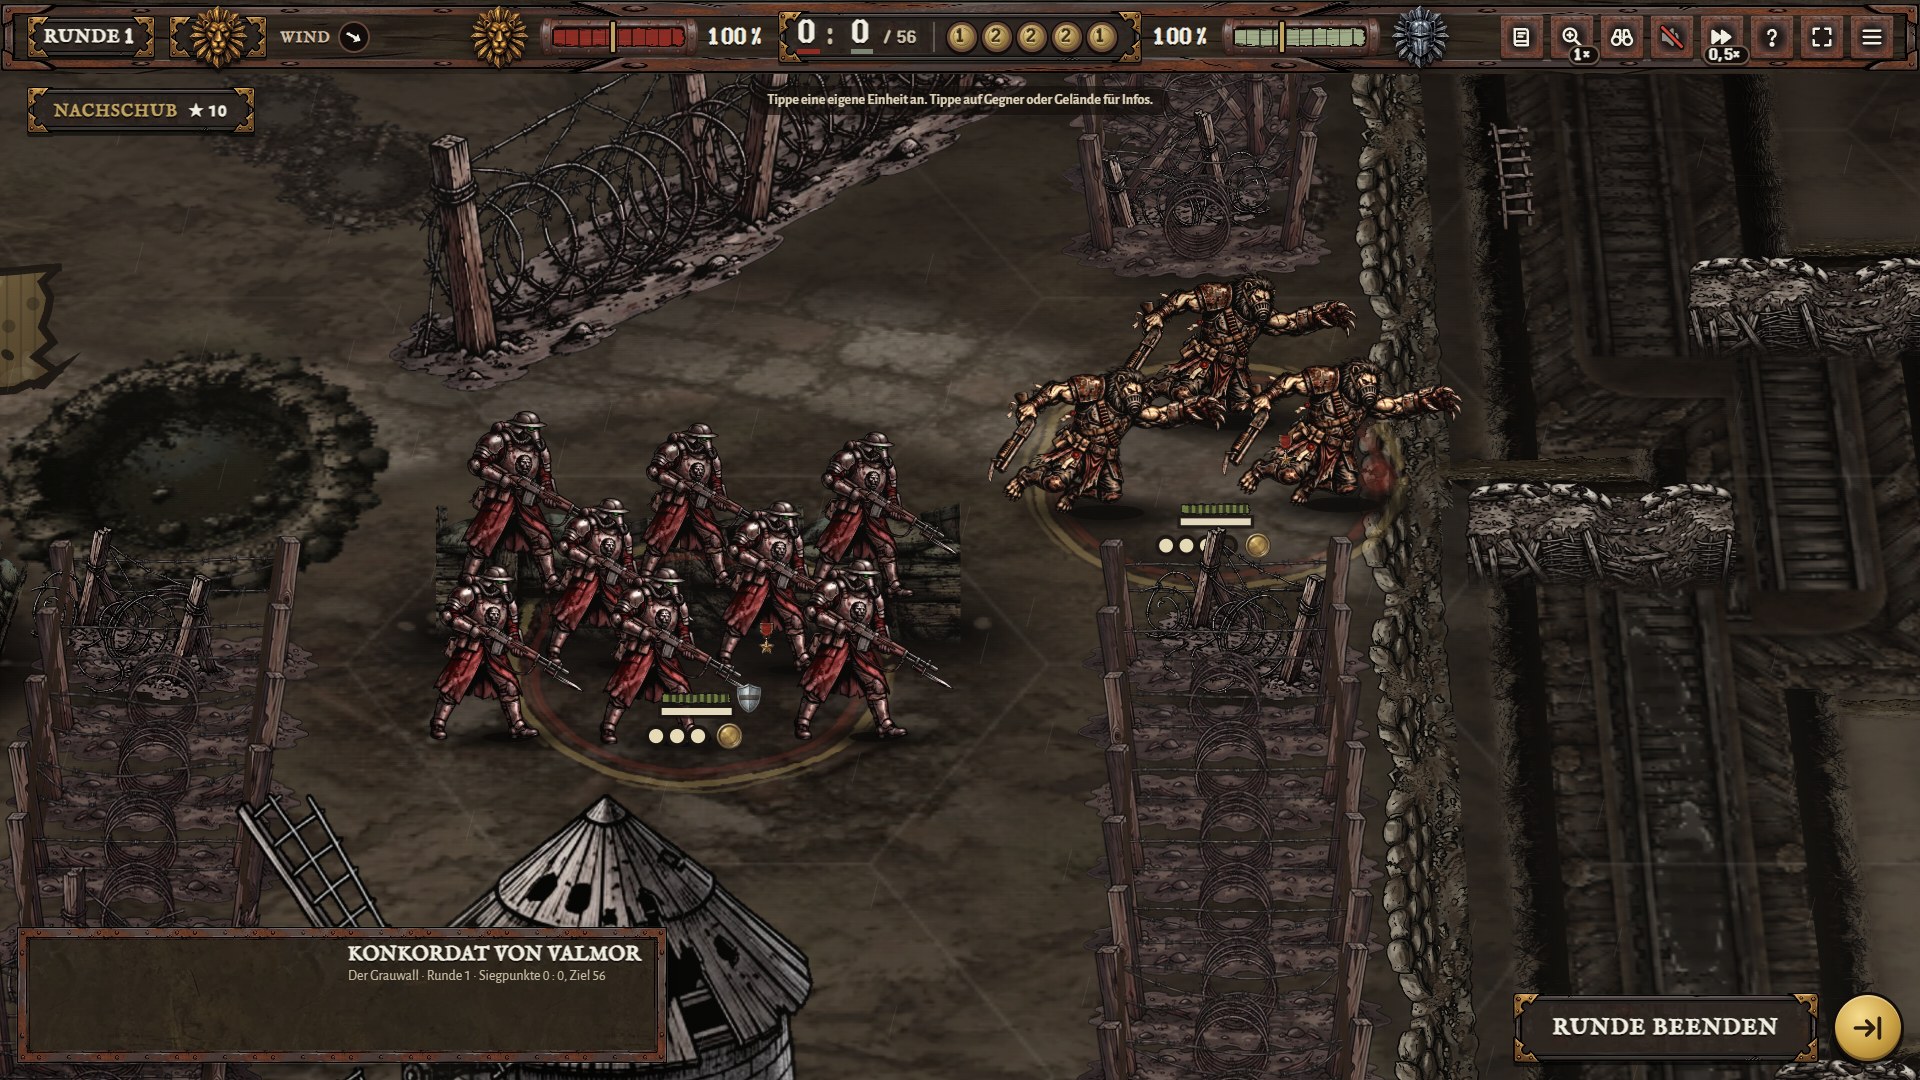 RUNDE 1
WIND
100%
0 : 0 / 56
1 2 2 2 1
100%
1×
0,5×
?
NACHSCHUB ★ 10
Tippe eine eigene Einheit an. Tippe auf Gegner oder Gelände für Infos.
KONKORDAT VON VALMOR
Der Grauwall · Runde 1 · Siegpunkte 0 : 0, Ziel 56
RUNDE BEENDEN